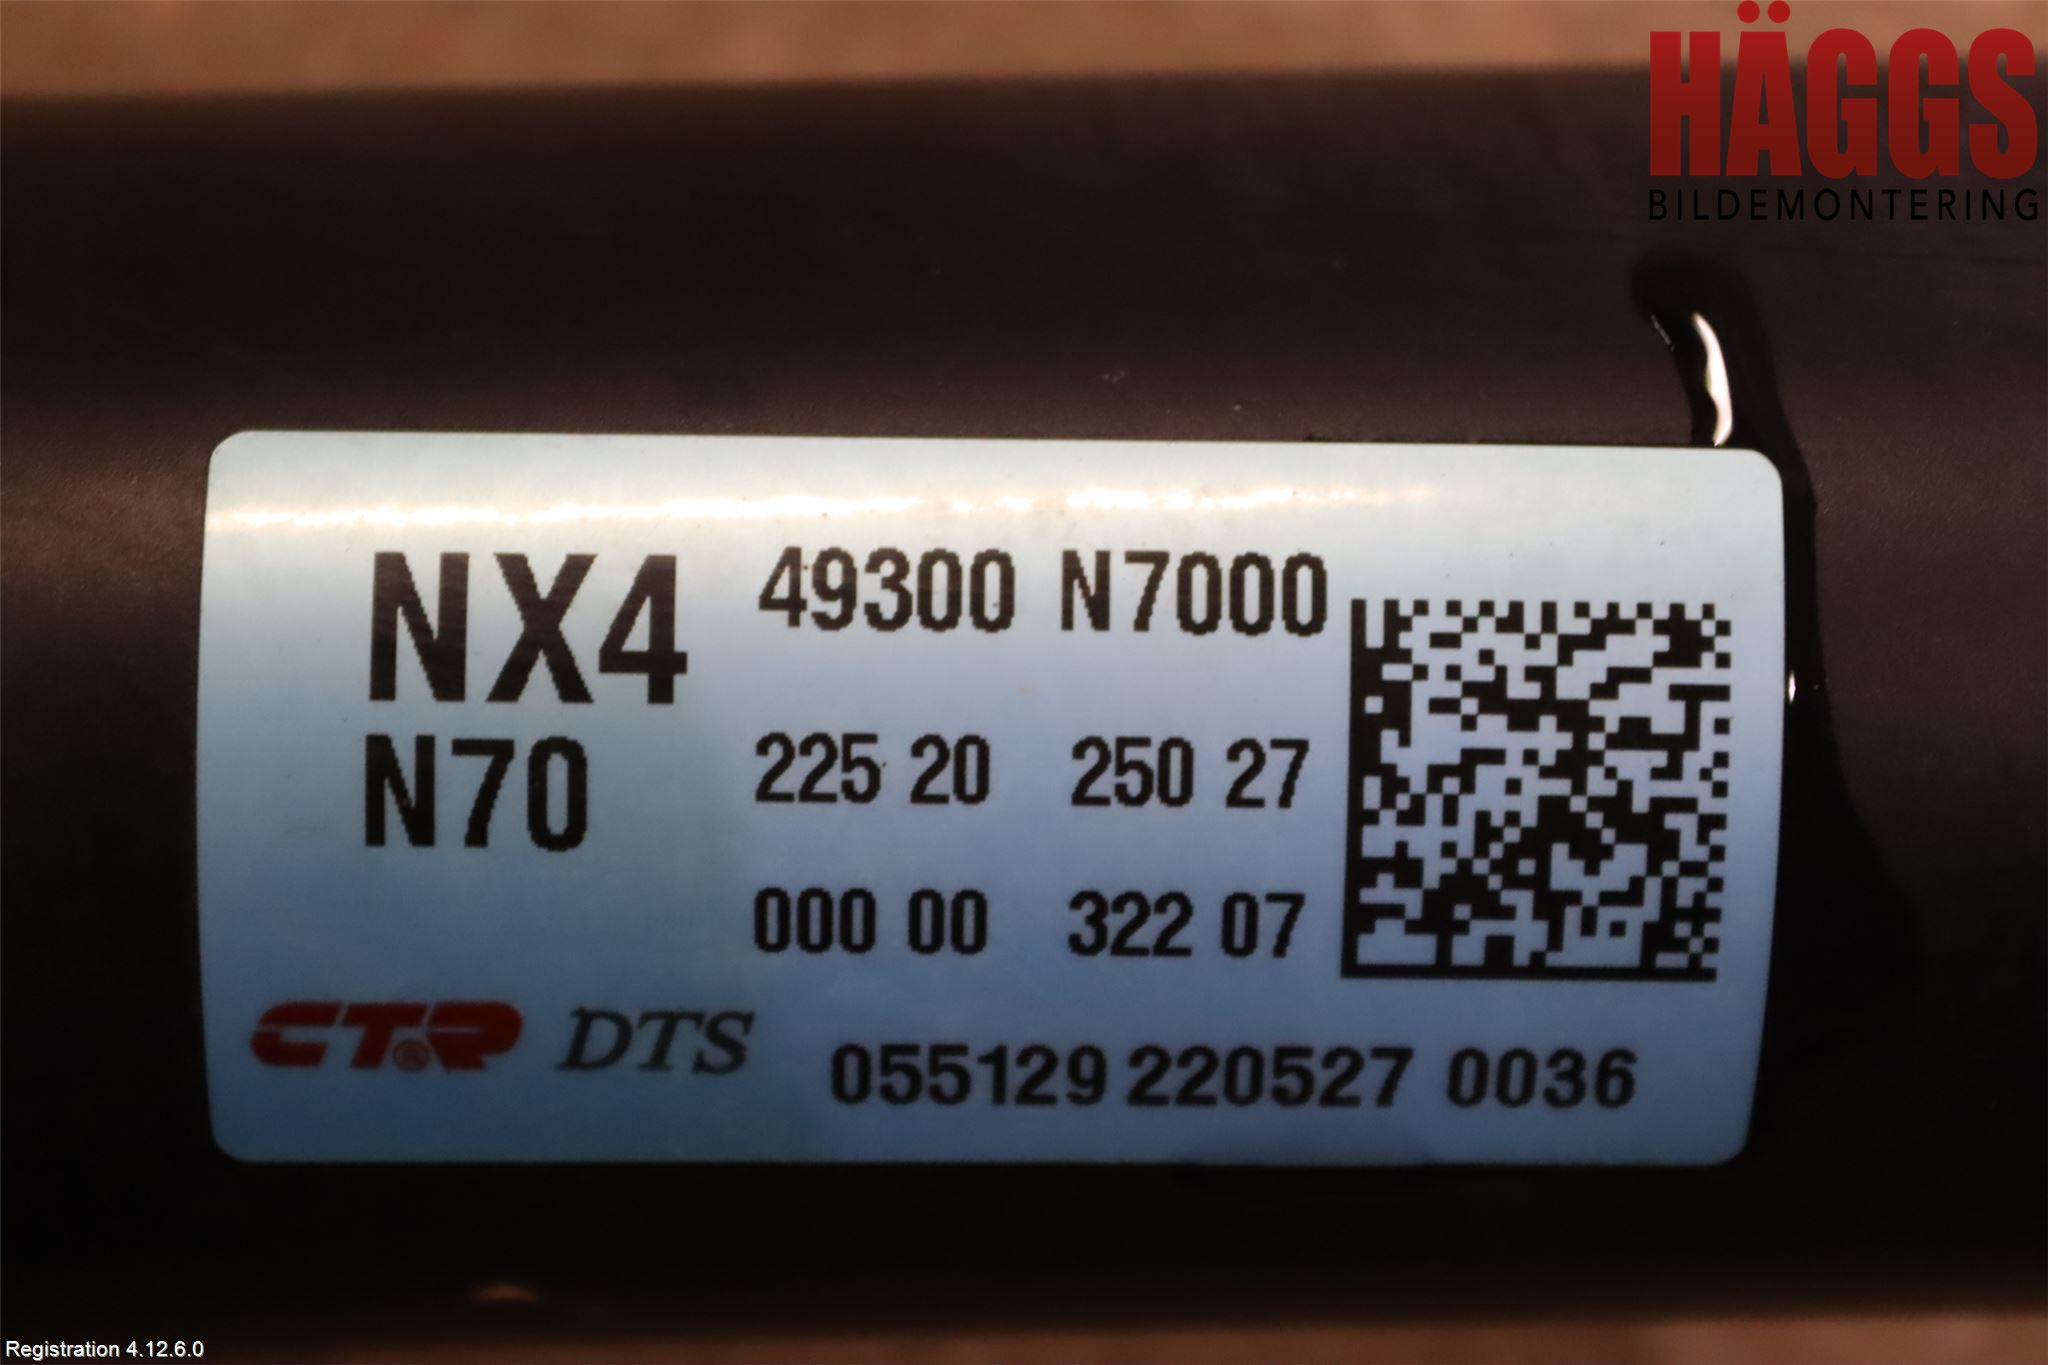 HÄGGS
BILDEMONTERING
NX4 49300 N7000
N70 225 20 250 27
000 00 322 07
CTR ® DTS 055129 220527 0036
Registration 4.12.6.0